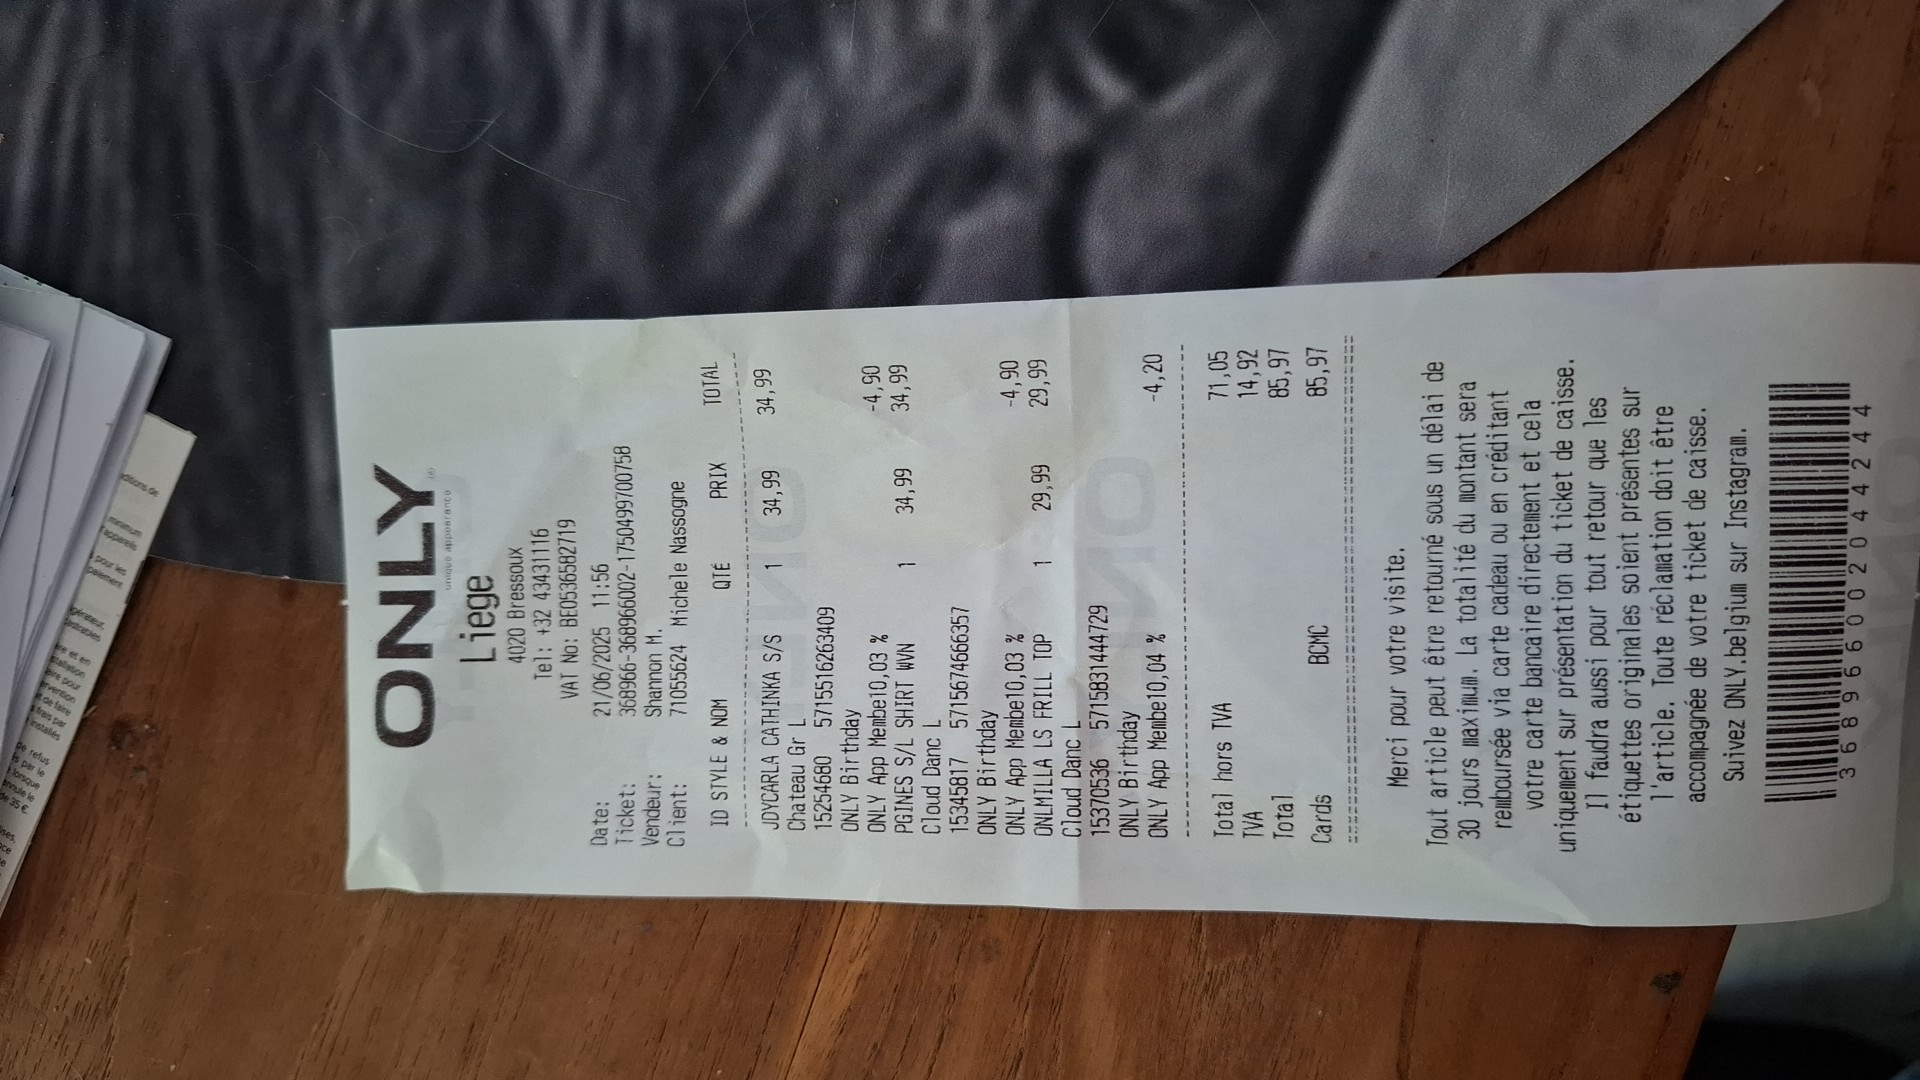 ONLY
unique apparance
Liege
4020 Bressoux
Tel: +32 43431116
VAT No: BE0536582719
Date: 21/06/2025 11:56
Ticket: 368966-368966002-1750499700758
Vendeur: Shannon M.
Client: 71055624 Michele Nassogne
ID STYLE & NOM QTÉ PRIX TOTAL
JDYCARLA CATHINKA S/S 1 34,99 34,99
Chateau Gr L
15254680 5715516263409
ONLY Birthday
ONLY App Membe10,03 % -4,90
PGINES S/L SHIRT WVN 1 34,99 34,99
Cloud Danc L
15345817 5715674666357
ONLY Birthday
ONLY App Membe10,03 % -4,90
ONLMILLA LS FRILL TOP 1 29,99 29,99
Cloud Danc L
15370536 5715831444729
ONLY Birthday
ONLY App Membe10,04 % -4,20
Total hors TVA 71,05
TVA 14,92
Total 85,97
Cards BCMC 85,97
Merci pour votre visite.
Tout article peut être retourné sous un délai de
30 jours maximum. La totalité du montant sera
remboursée via carte cadeau ou en créditant
votre carte bancaire directement et cela
uniquement sur présentation du ticket de caisse.
Il faudra aussi pour tout retour que les
étiquettes originales soient présentes sur
l'article. Toute réclamation doit être
accompagnée de votre ticket de caisse.
Suivez ONLY.belgium sur Instagram.
3689660020442​44